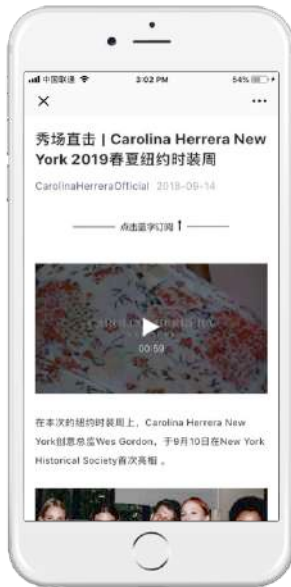 中国联通
3:02 PM
54%
秀场直击 | Carolina Herrera New
York 2019春夏纽约时装周
CarolinaHerreraOfficial 2018-09-14
点击蓝字订阅
CAROLINA HERRERA
00:59
在本次的纽约时装周上，Carolina Herrera New
York创意总监Wes Gordon，于9月10日在New York
Historical Society首次亮相 。